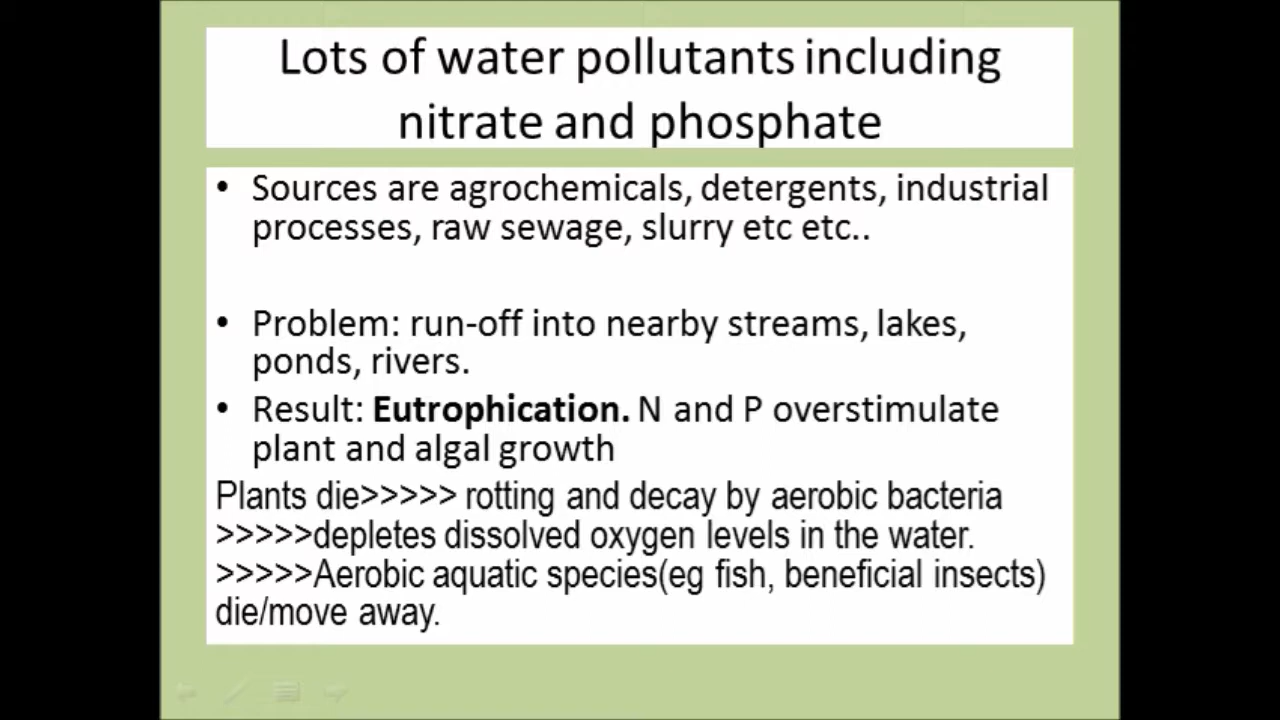 Lots of water pollutants including
nitrate and phosphate
• Sources are agrochemicals, detergents, industrial
processes, raw sewage, slurry etc etc..
• Problem: run-off into nearby streams, lakes,
ponds, rivers.
• Result: Eutrophication. N and P overstimulate
plant and algal growth
Plants die>>>>> rotting and decay by aerobic bacteria
>>>>>depletes dissolved oxygen levels in the water.
>>>>>Aerobic aquatic species(eg fish, beneficial insects)
die/move away.